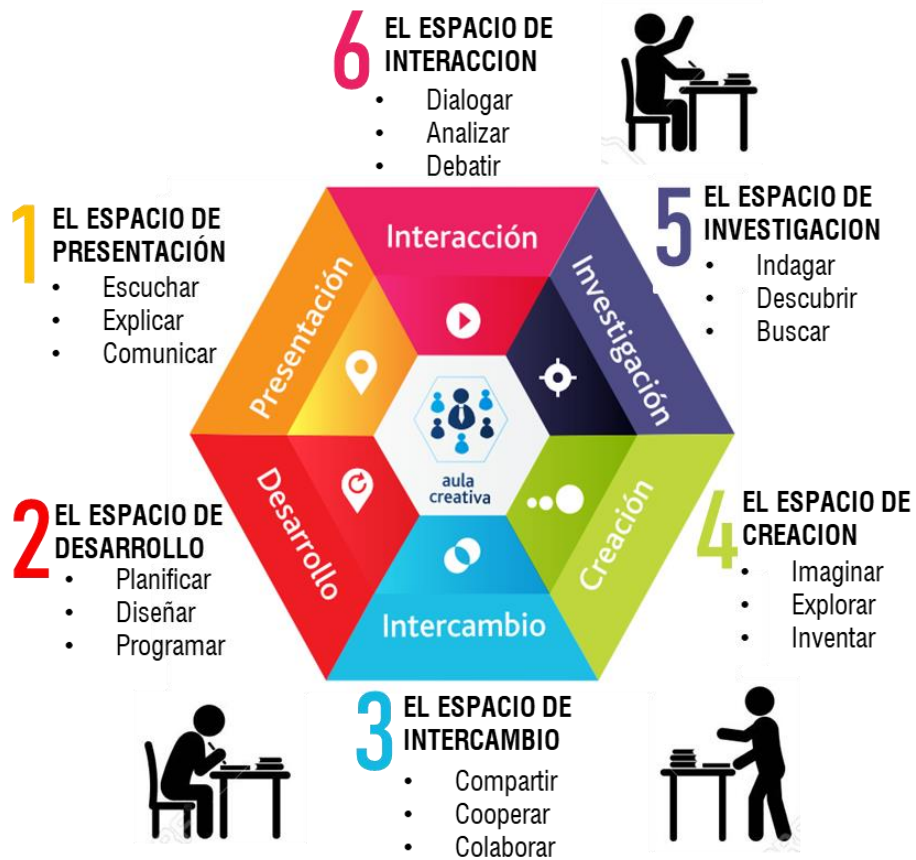 6
EL ESPACIO DE
INTERACCION
• Dialogar
• Analizar
• Debatir
1
EL ESPACIO DE
PRESENTACIÓN
• Escuchar
• Explicar
• Comunicar
5
EL ESPACIO DE
INVESTIGACION
• Indagar
• Descubrir
• Buscar
Interacción
Presentación
Investigación
aula
creativa
Desarrollo
Creación
Intercambio
2
EL ESPACIO DE
DESARROLLO
• Planificar
• Diseñar
• Programar
4
EL ESPACIO DE
CREACION
• Imaginar
• Explorar
• Inventar
3
EL ESPACIO DE
INTERCAMBIO
• Compartir
• Cooperar
• Colaborar